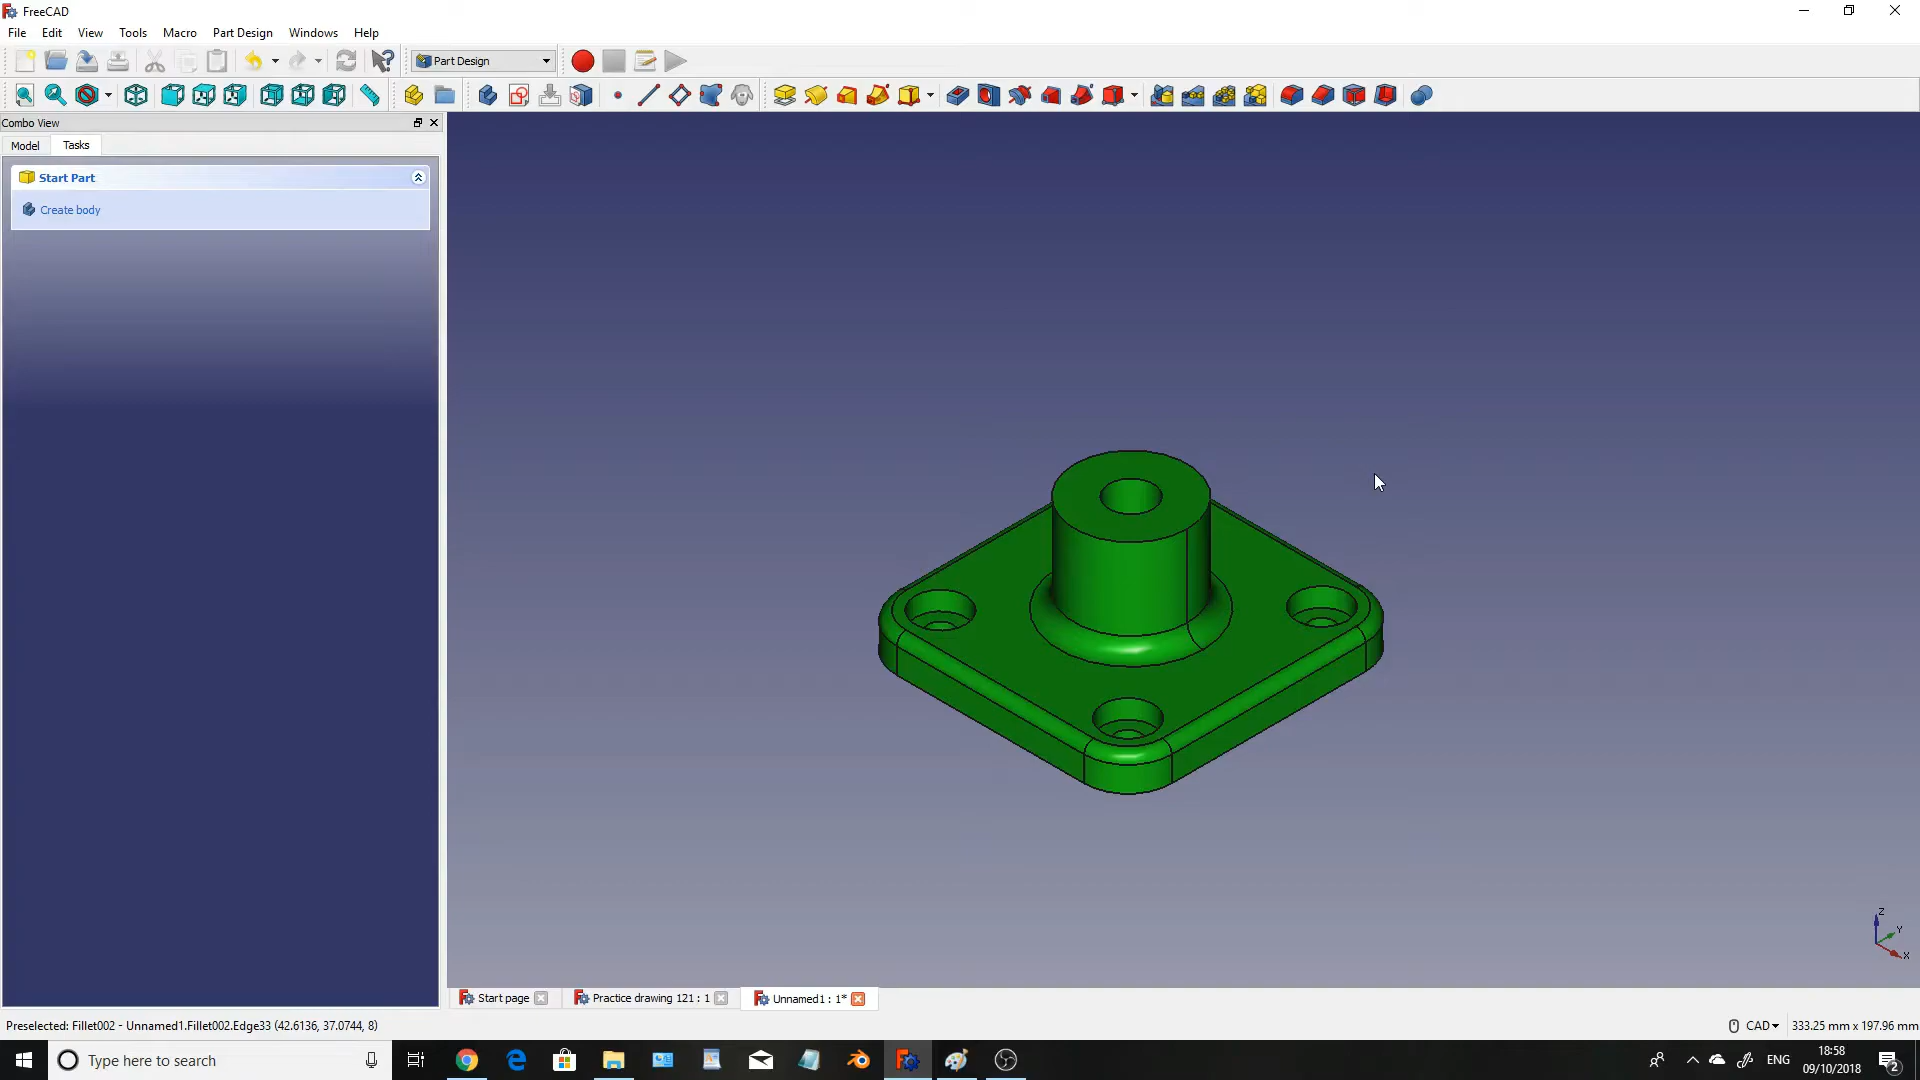 FreeCAD
File Edit View Tools Macro Part Design Windows Help
Part Design
Combo View
Model Tasks
Start Part
Create body
Z
Y
X
Start page Practice drawing 121 : 1 Unnamed1 : 1*
Preselected: Fillet002 - Unnamed1.Fillet002.Edge33 (42.6136, 37.0744, 8) CAD 333.25 mm x 197.96 mm
Type here to search ENG 18:58
09/10/2018 2